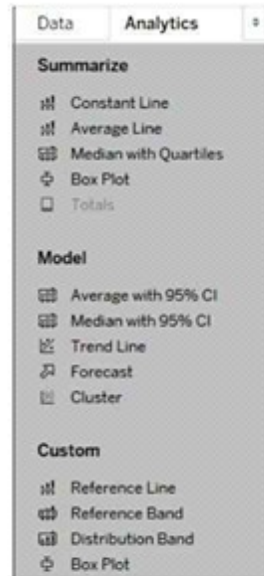 Data Analytics
Summarize
Constant Line
Average Line
Median with Quartiles
Box Plot
Totals
Model
Average with 95% CI
Median with 95% CI
Trend Line
Forecast
Cluster
Custom
Reference Line
Reference Band
Distribution Band
Box Plot